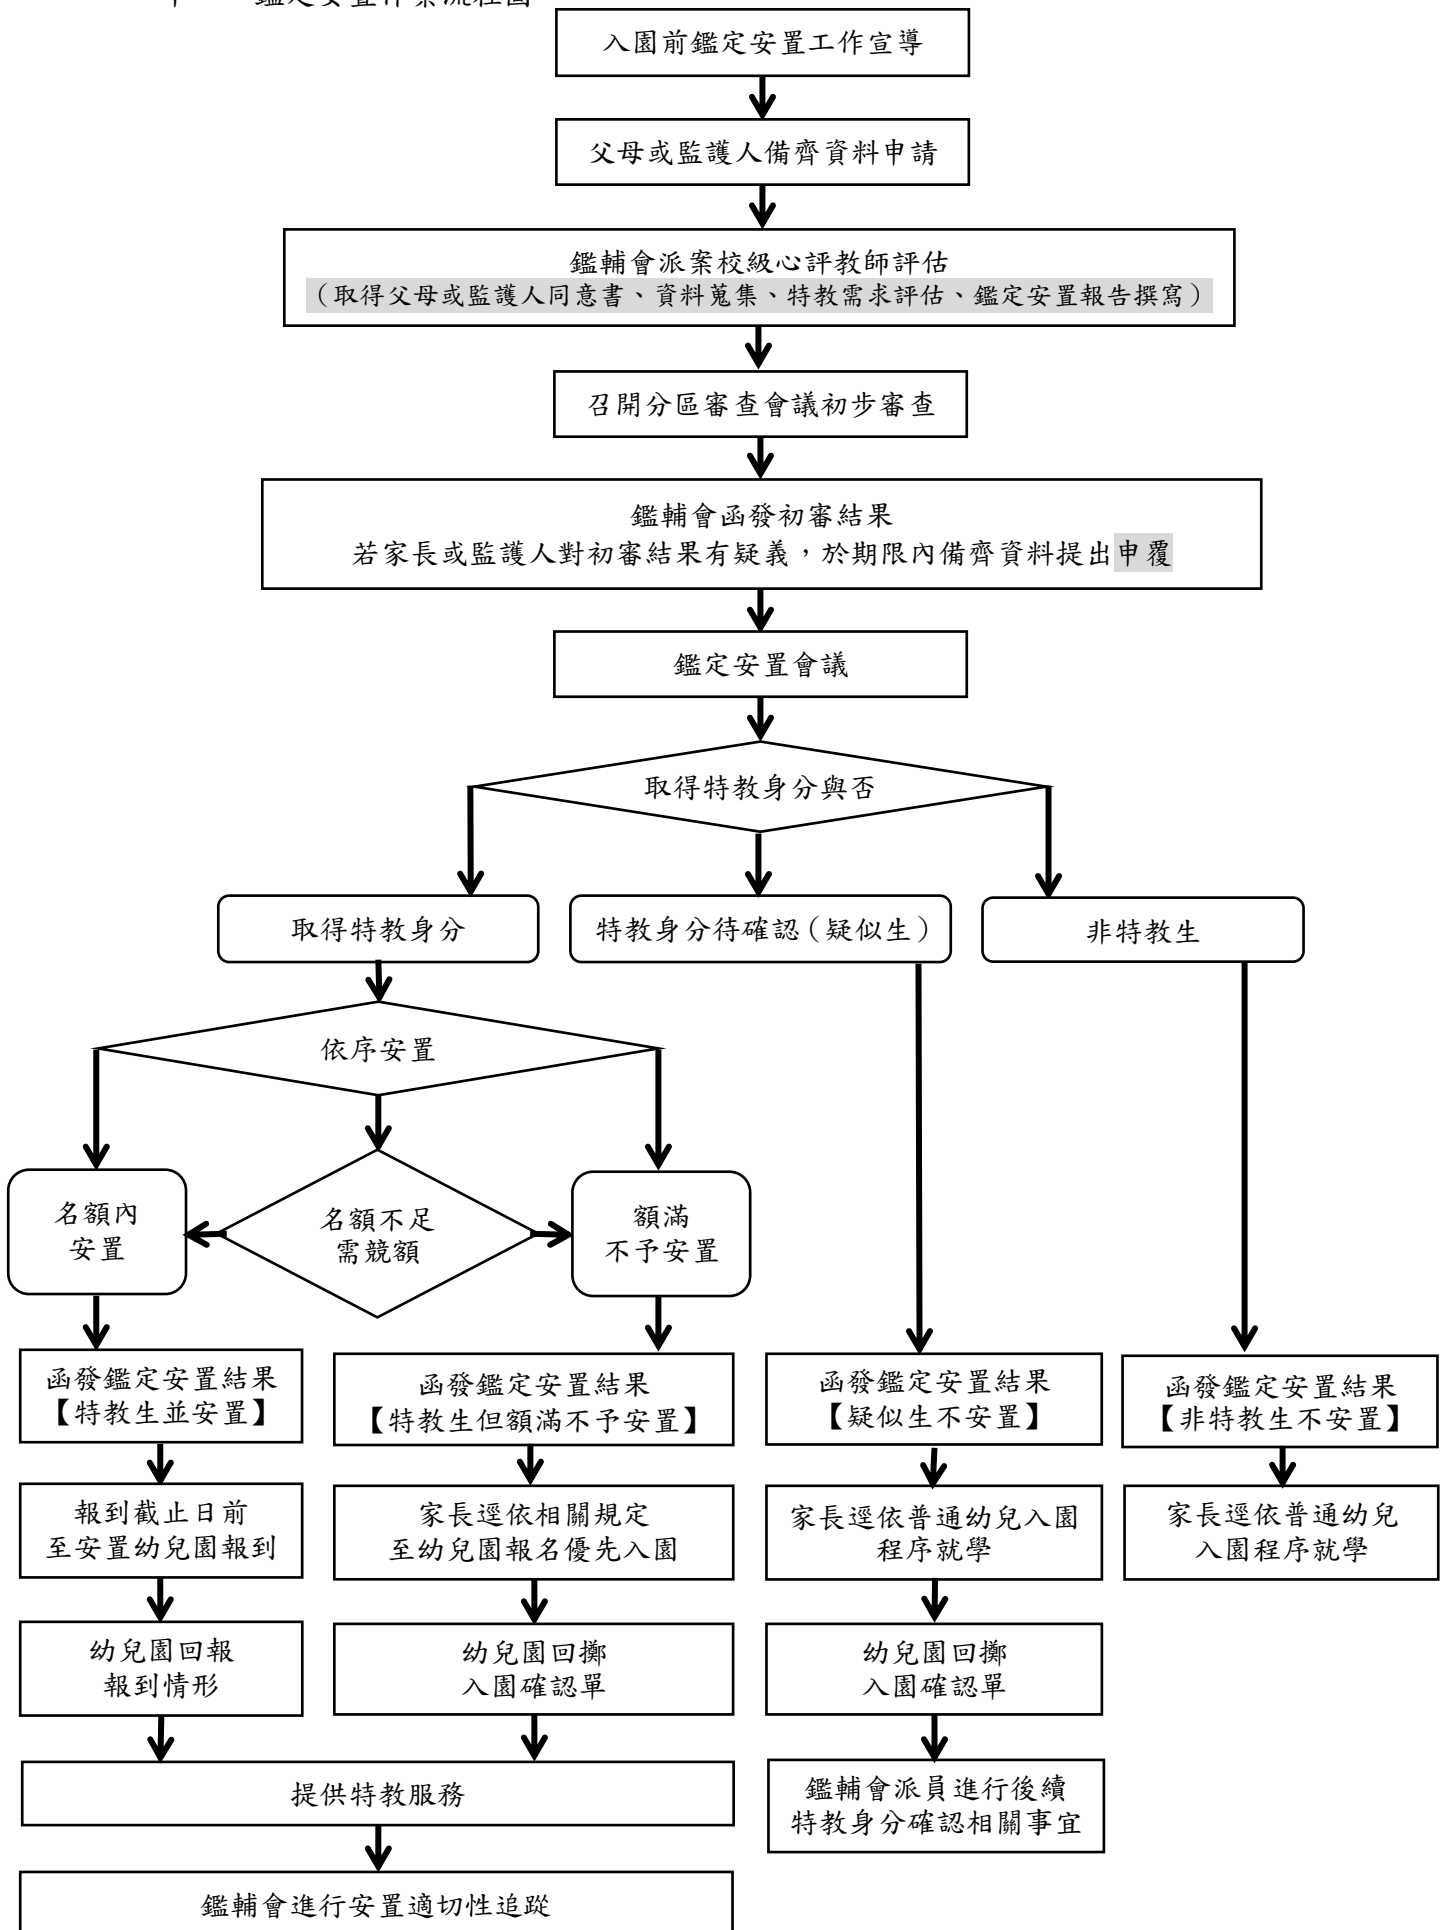 鑑定安置作業流程圖
入園前鑑定安置工作宣導
父母或監護人備齊資料申請
鑑輔會派案校級心評教師評估
（取得父母或監護人同意書、資料蒐集、特教需求評估、鑑定安置報告撰寫）
召開分區審查會議初步審查
鑑輔會函發初審結果
若家長或監護人對初審結果有疑義，於期限內備齊資料提出申覆
鑑定安置會議
取得特教身分與否
取得特教身分
特教身分待確認（疑似生）
非特教生
依序安置
名額內
安置
名額不足
需競額
額滿
不予安置
函發鑑定安置結果
【特教生並安置】
函發鑑定安置結果
【特教生但額滿不予安置】
函發鑑定安置結果
【疑似生不安置】
函發鑑定安置結果
【非特教生不安置】
報到截止日前
至安置幼兒園報到
家長逕依相關規定
至幼兒園報名優先入園
家長逕依普通幼兒入園
程序就學
家長逕依普通幼兒
入園程序就學
幼兒園回報
報到情形
幼兒園回擲
入園確認單
幼兒園回擲
入園確認單
提供特教服務
鑑輔會派員進行後續
特教身分確認相關事宜
鑑輔會進行安置適切性追蹤